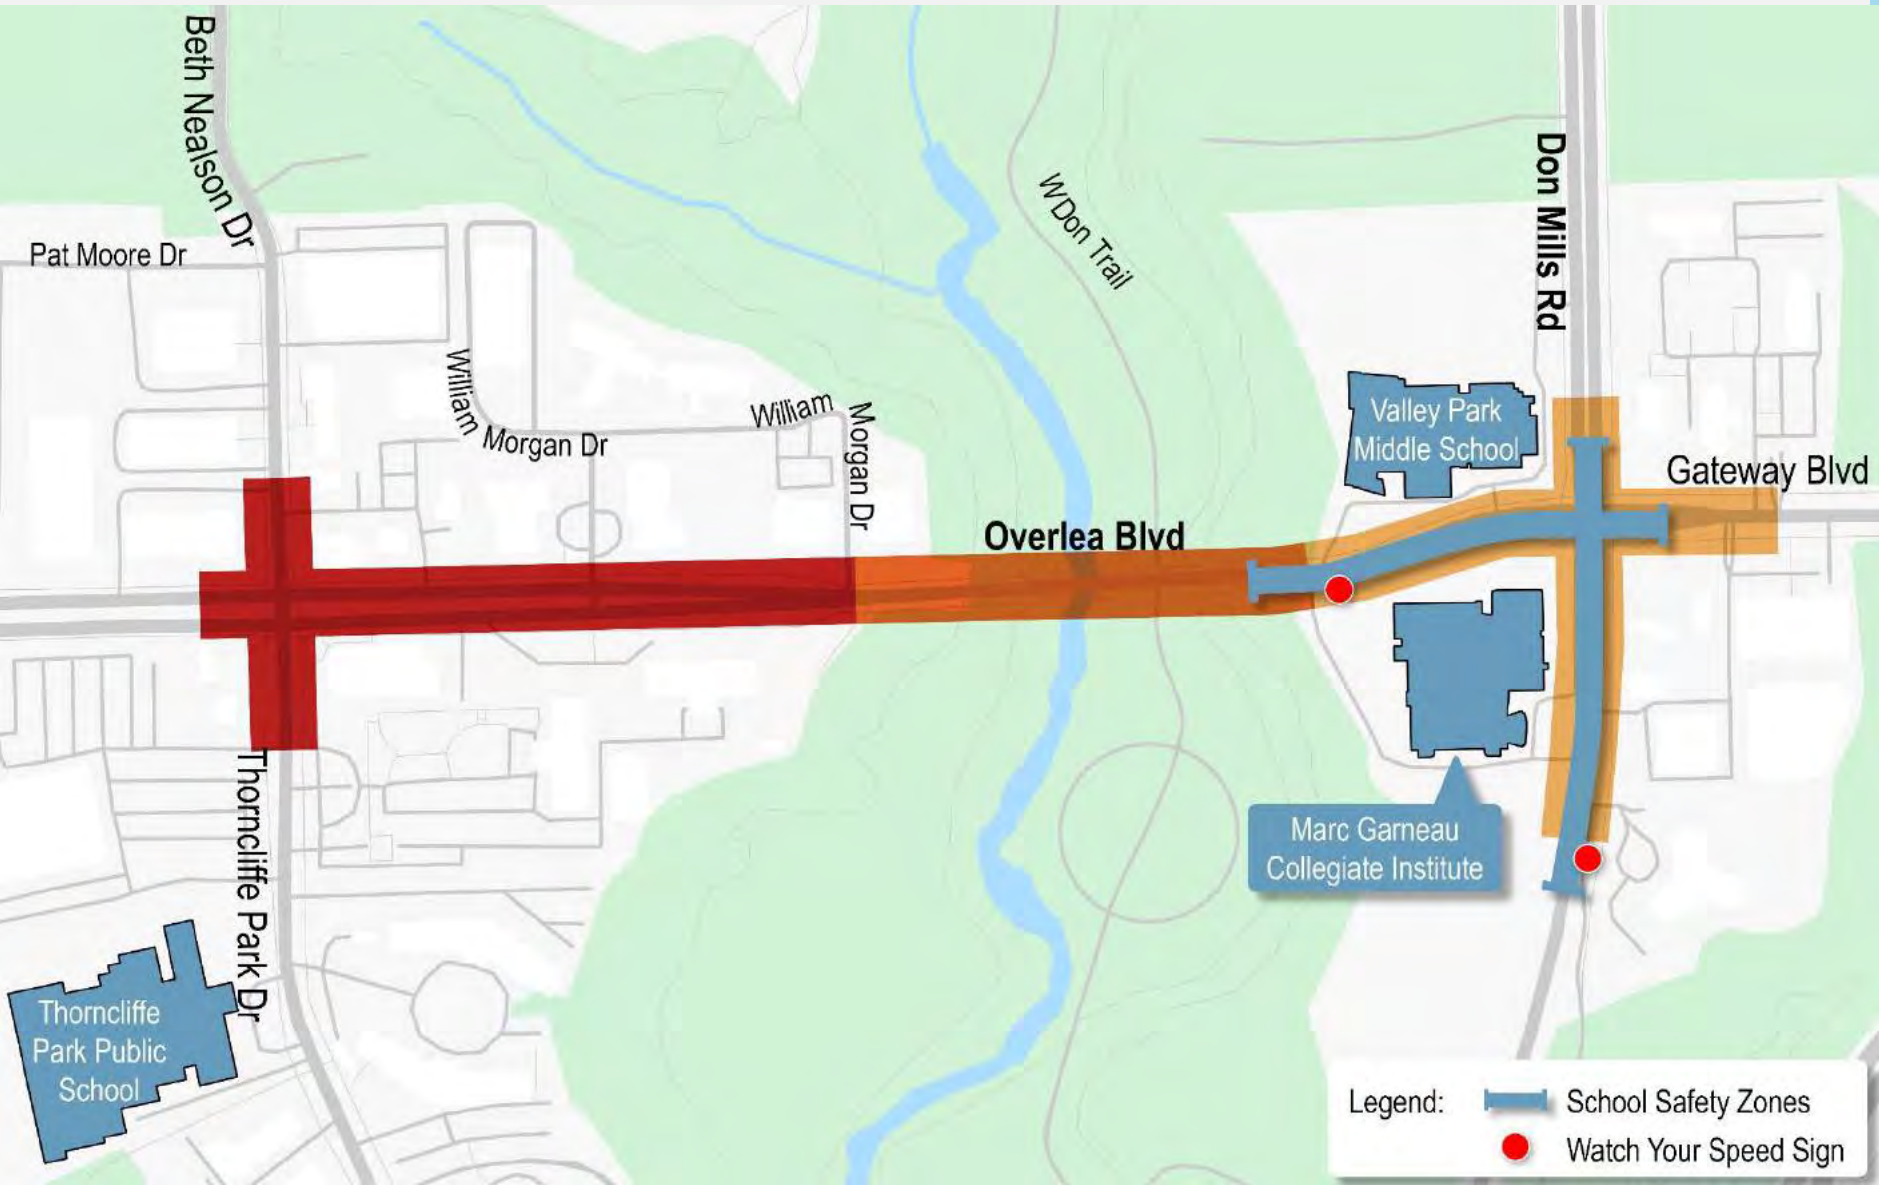 Beth Nealson Dr
Pat Moore Dr
W Don Trail
Don Mills Rd
William
Morgan Dr
William
Morgan Dr
Valley Park
Middle School
Gateway Blvd
Overlea Blvd
Thorncliffe Park Dr
Marc Garneau
Collegiate Institute
Thorncliffe
Park Public
School
Legend:
School Safety Zones
Watch Your Speed Sign